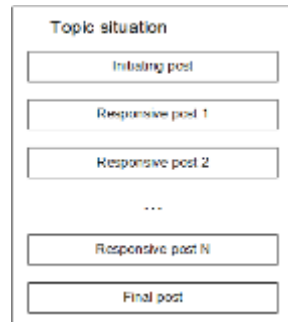 Topic situation
Initiating post
Responsive post 1
Responsive post 2
...
Responsive post N
Final post